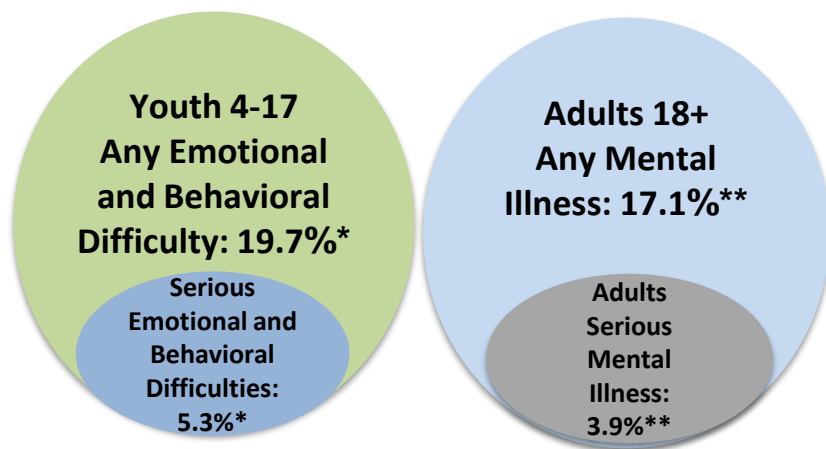 Youth 4-17
Any Emotional
and Behavioral
Difficulty: 19.7%*
Serious
Emotional and
Behavioral
Difficulties:
5.3%*
Adults 18+
Any Mental
Illness: 17.1%**
Adults
Serious
Mental
Illness:
3.9%**